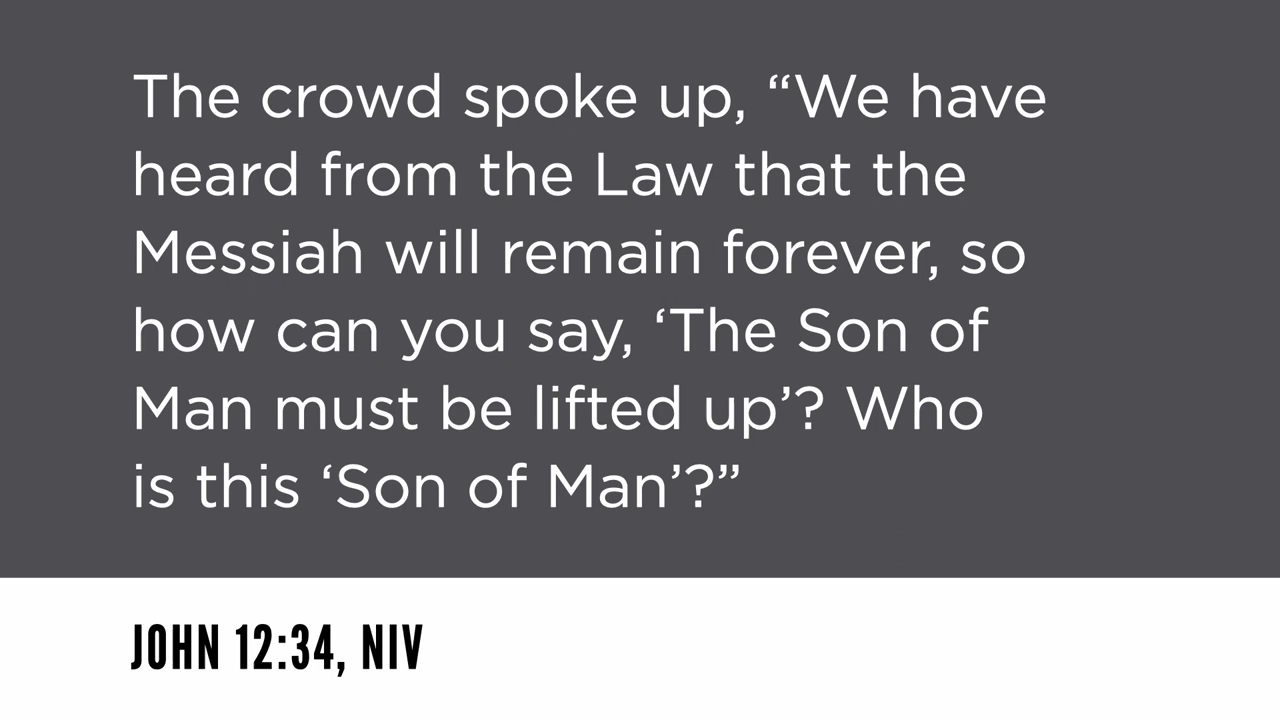 The crowd spoke up, “We have
heard from the Law that the
Messiah will remain forever, so
how can you say, ‘The Son of
Man must be lifted up’? Who
is this ‘Son of Man’?”
JOHN 12:34, NIV